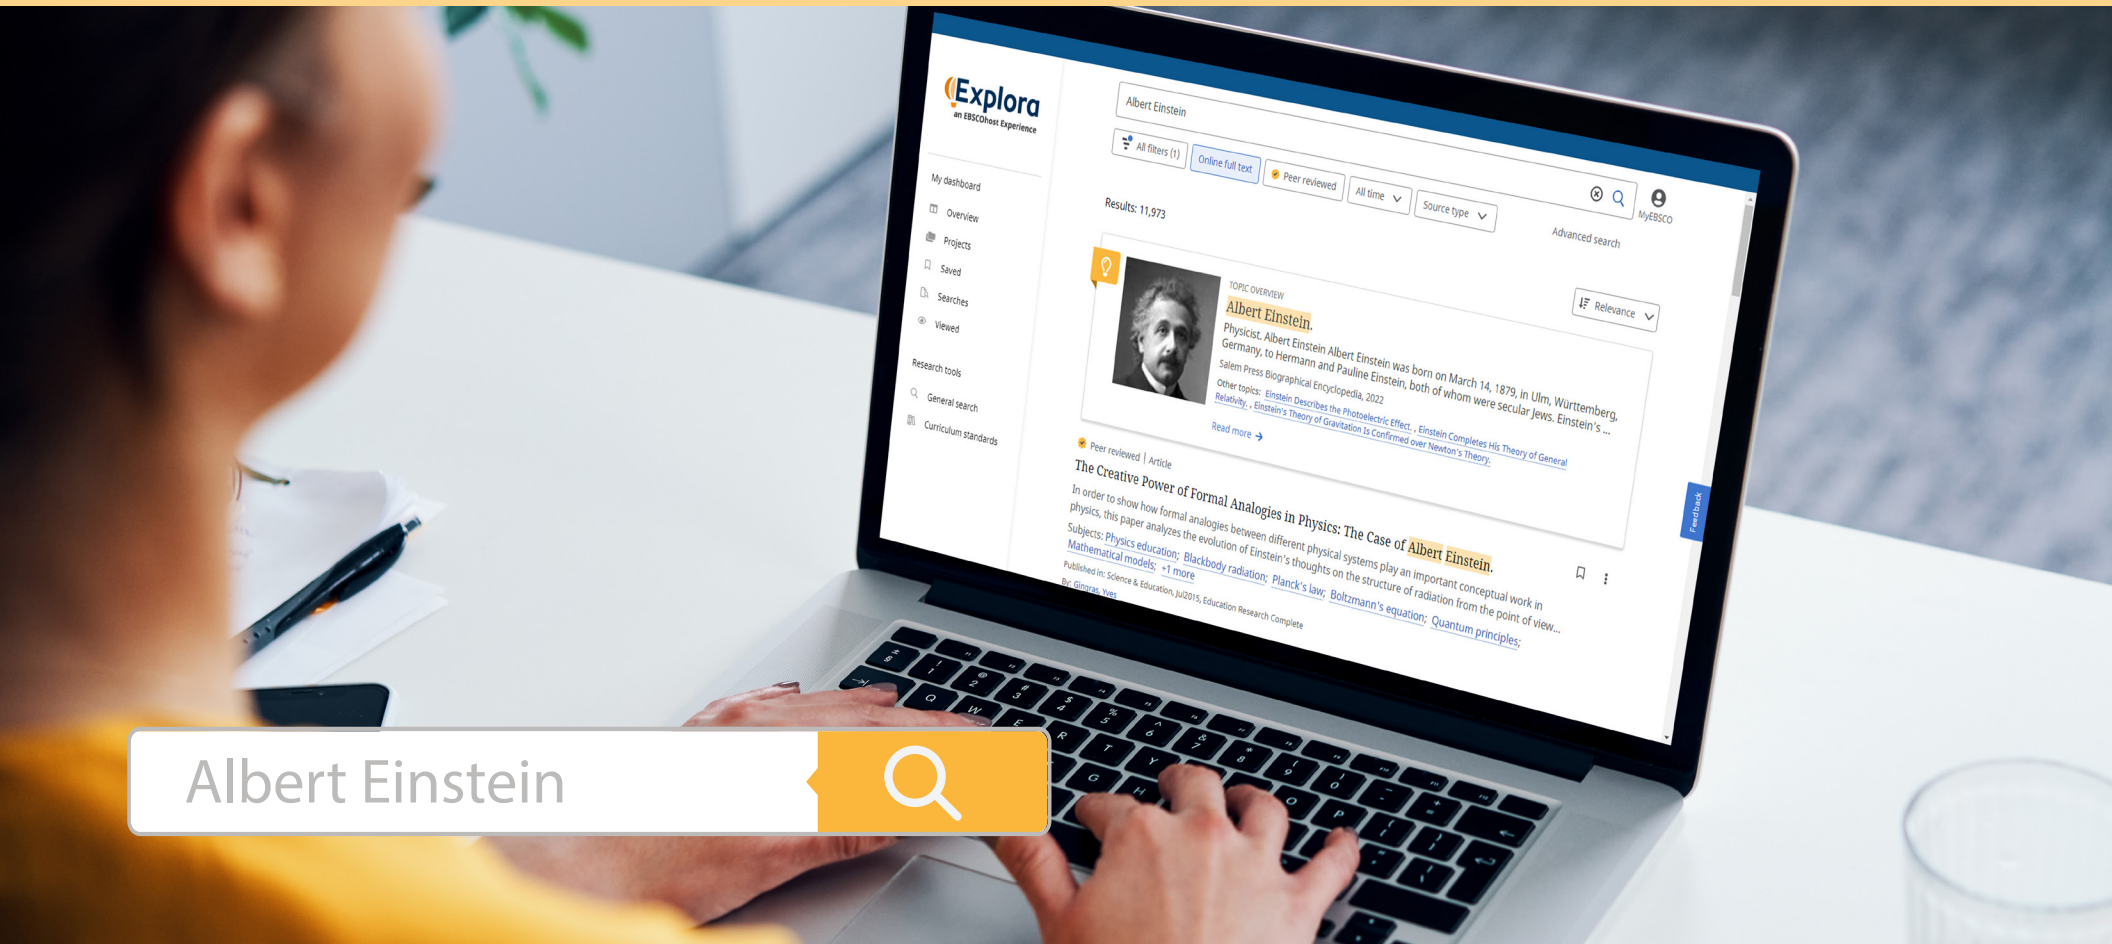 Explora
an EBSCOhost Experience
My dashboard
Overview
Projects
Saved
Searches
Viewed
Research tools
General search
Curriculum standards
Albert Einstein
MyEBSCO
All filters (1)
Online full text
Peer reviewed
All time
Source type
Advanced search
Results: 11,973
Relevance
TOPIC OVERVIEW
Albert Einstein.
Physicist. Albert Einstein Albert Einstein was born on March 14, 1879, in Ulm, Württemberg,
Germany, to Hermann and Pauline Einstein, both of whom were secular Jews. Einstein's ...
Salem Press Biographical Encyclopedia, 2022
Other topics: Einstein Describes the Photoelectric Effect. , Einstein Completes His Theory of General
Relativity. , Einstein's Theory of Gravitation Is Confirmed over Newton's Theory.
Read more
Peer reviewed | Article
The Creative Power of Formal Analogies in Physics: The Case of Albert Einstein.
In order to show how formal analogies between different physical systems play an important conceptual work in
physics, this paper analyzes the evolution of Einstein's thoughts on the structure of radiation from the point of view...
Subjects: Physics education; Blackbody radiation; Planck's law; Boltzmann's equation; Quantum principles;
Mathematical models; +1 more
Published in: Science & Education, Jul2015, Education Research Complete
By: Gingras, Yves
Feedback
Albert Einstein